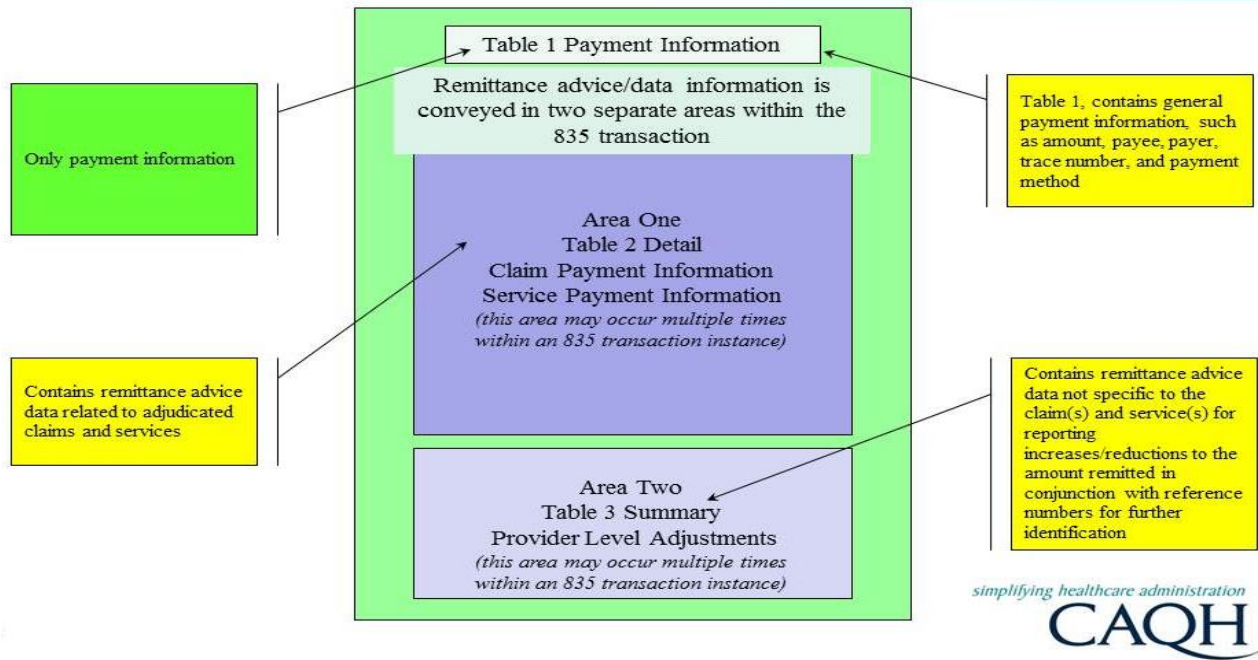 Table 1 Payment Information
Remittance advice/data information is
conveyed in two separate areas within the
835 transaction
Only payment information
Table 1, contains general
payment information, such
as amount, payee, payer,
trace number, and payment
method
Area One
Table 2 Detail
Claim Payment Information
Service Payment Information
(this area may occur multiple times
within an 835 transaction instance)
Contains remittance advice
data related to adjudicated
claims and services
Contains remittance advice
data not specific to the
claim(s) and service(s) for
reporting
increases/reductions to the
amount remitted in
conjunction with reference
numbers for further
identification
Area Two
Table 3 Summary
Provider Level Adjustments
(this area may occur multiple times
within an 835 transaction instance)
simplifying healthcare administration
CAQH